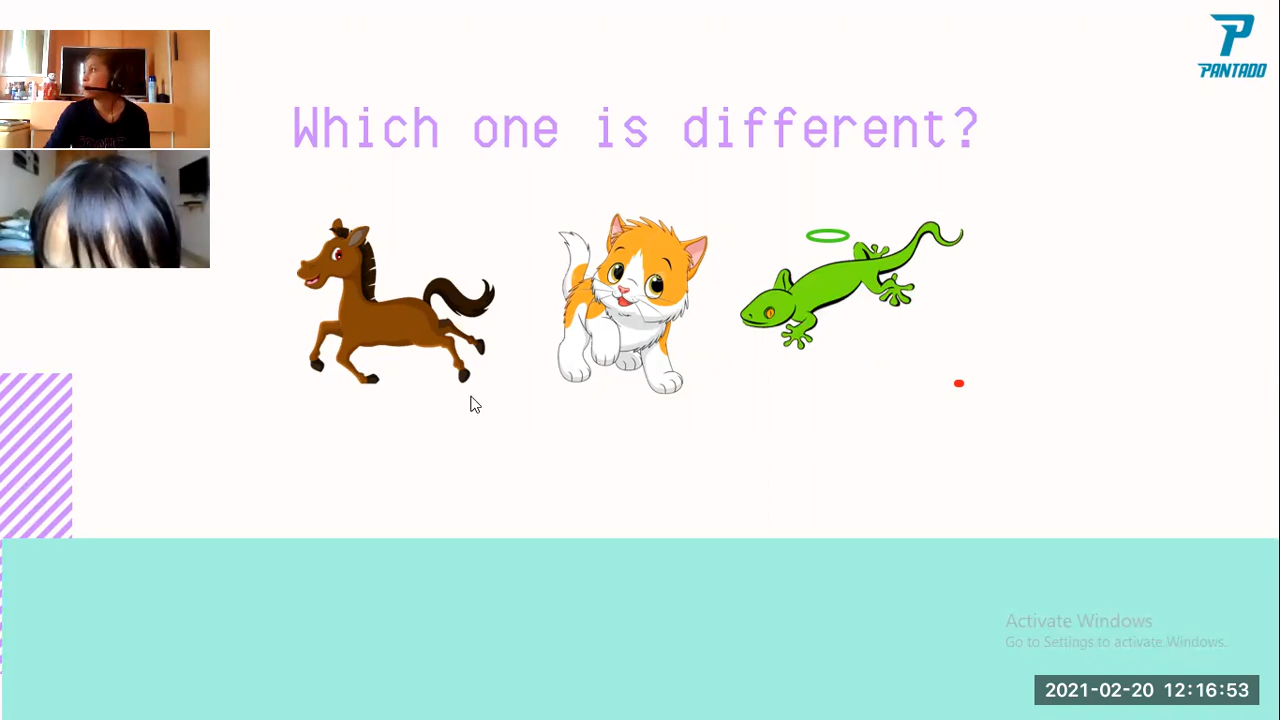 PANTADO
Which one is different?
Activate Windows
Go to Settings to activate Windows.
2021-02-20 12:16:53